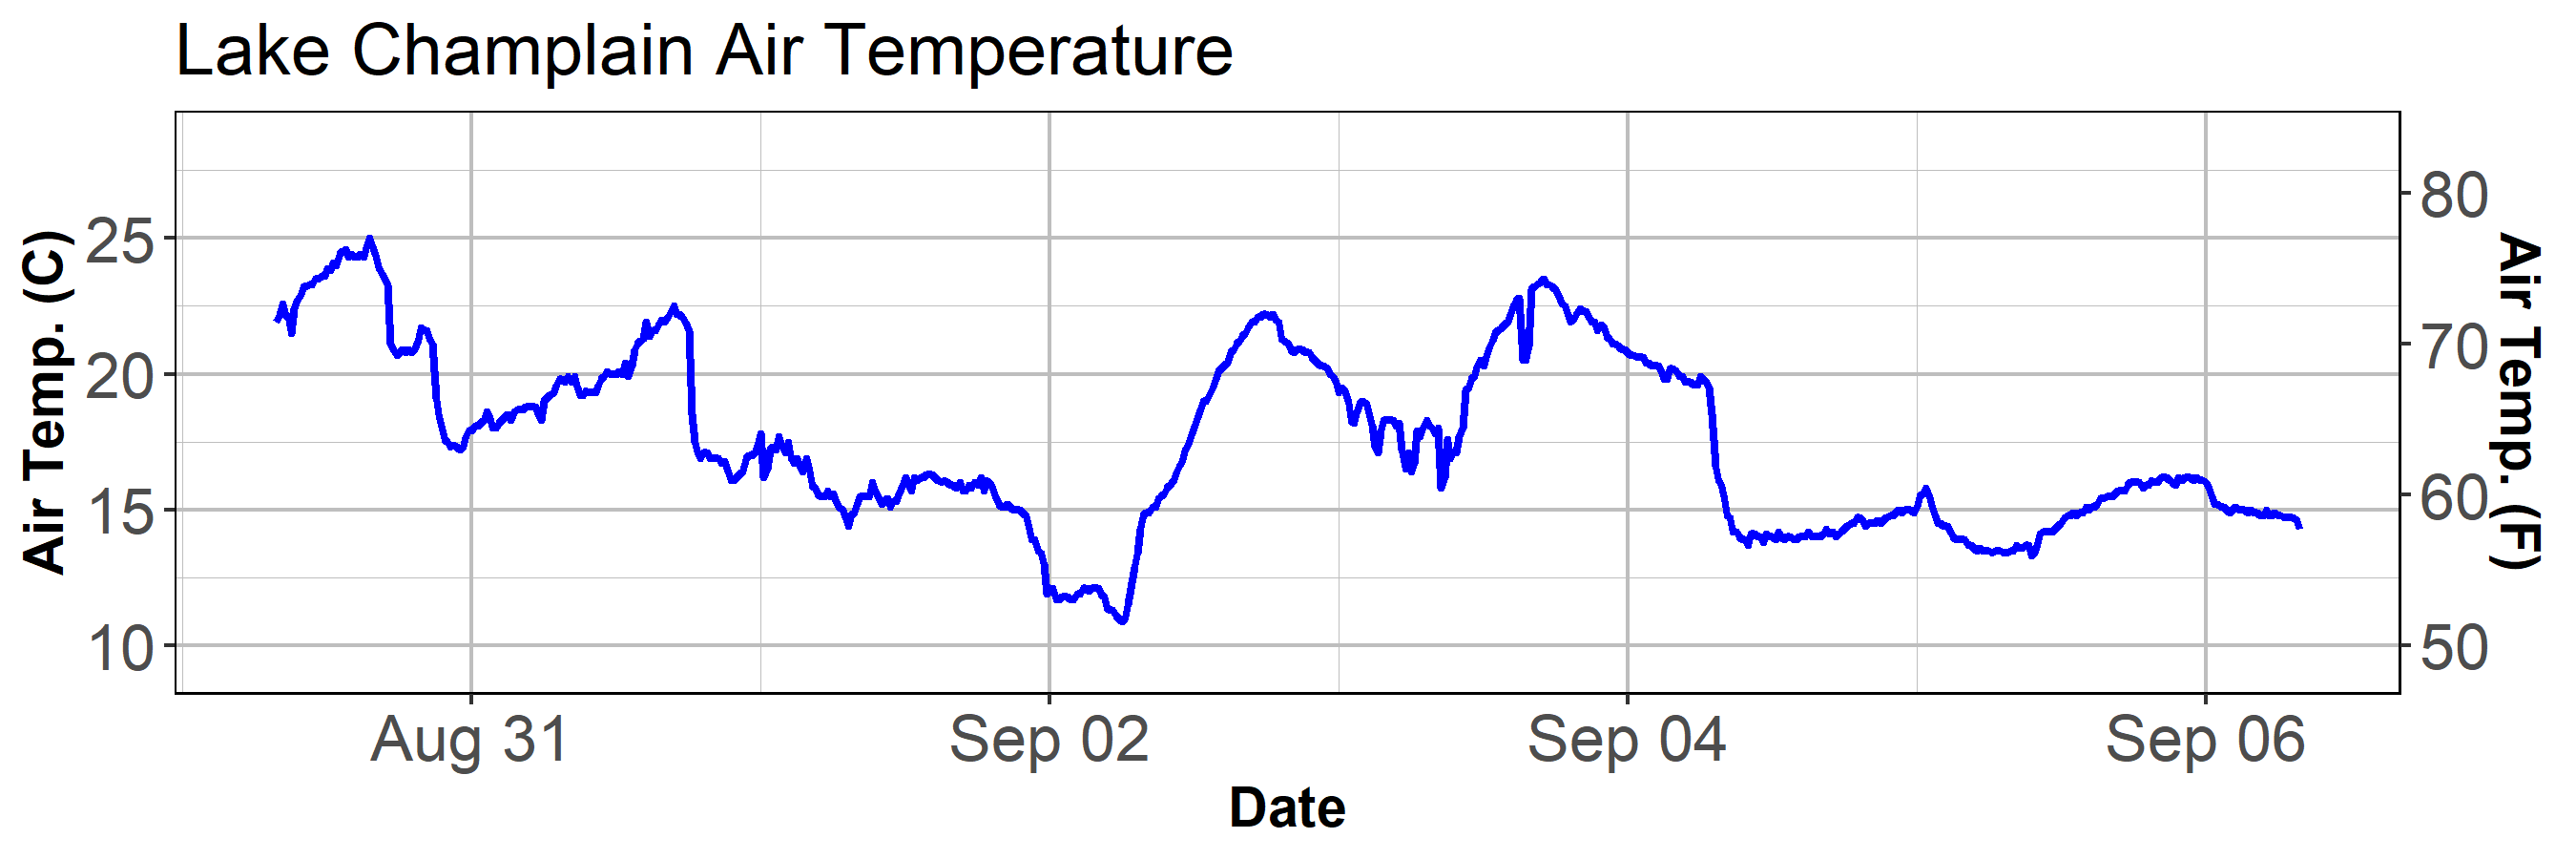 Lake Champlain Air Temperature
Air Temp. (C)
25
20
15
10
80
70
60
50
Air Temp. (F)
Aug 31
Sep 02
Sep 04
Sep 06
Date